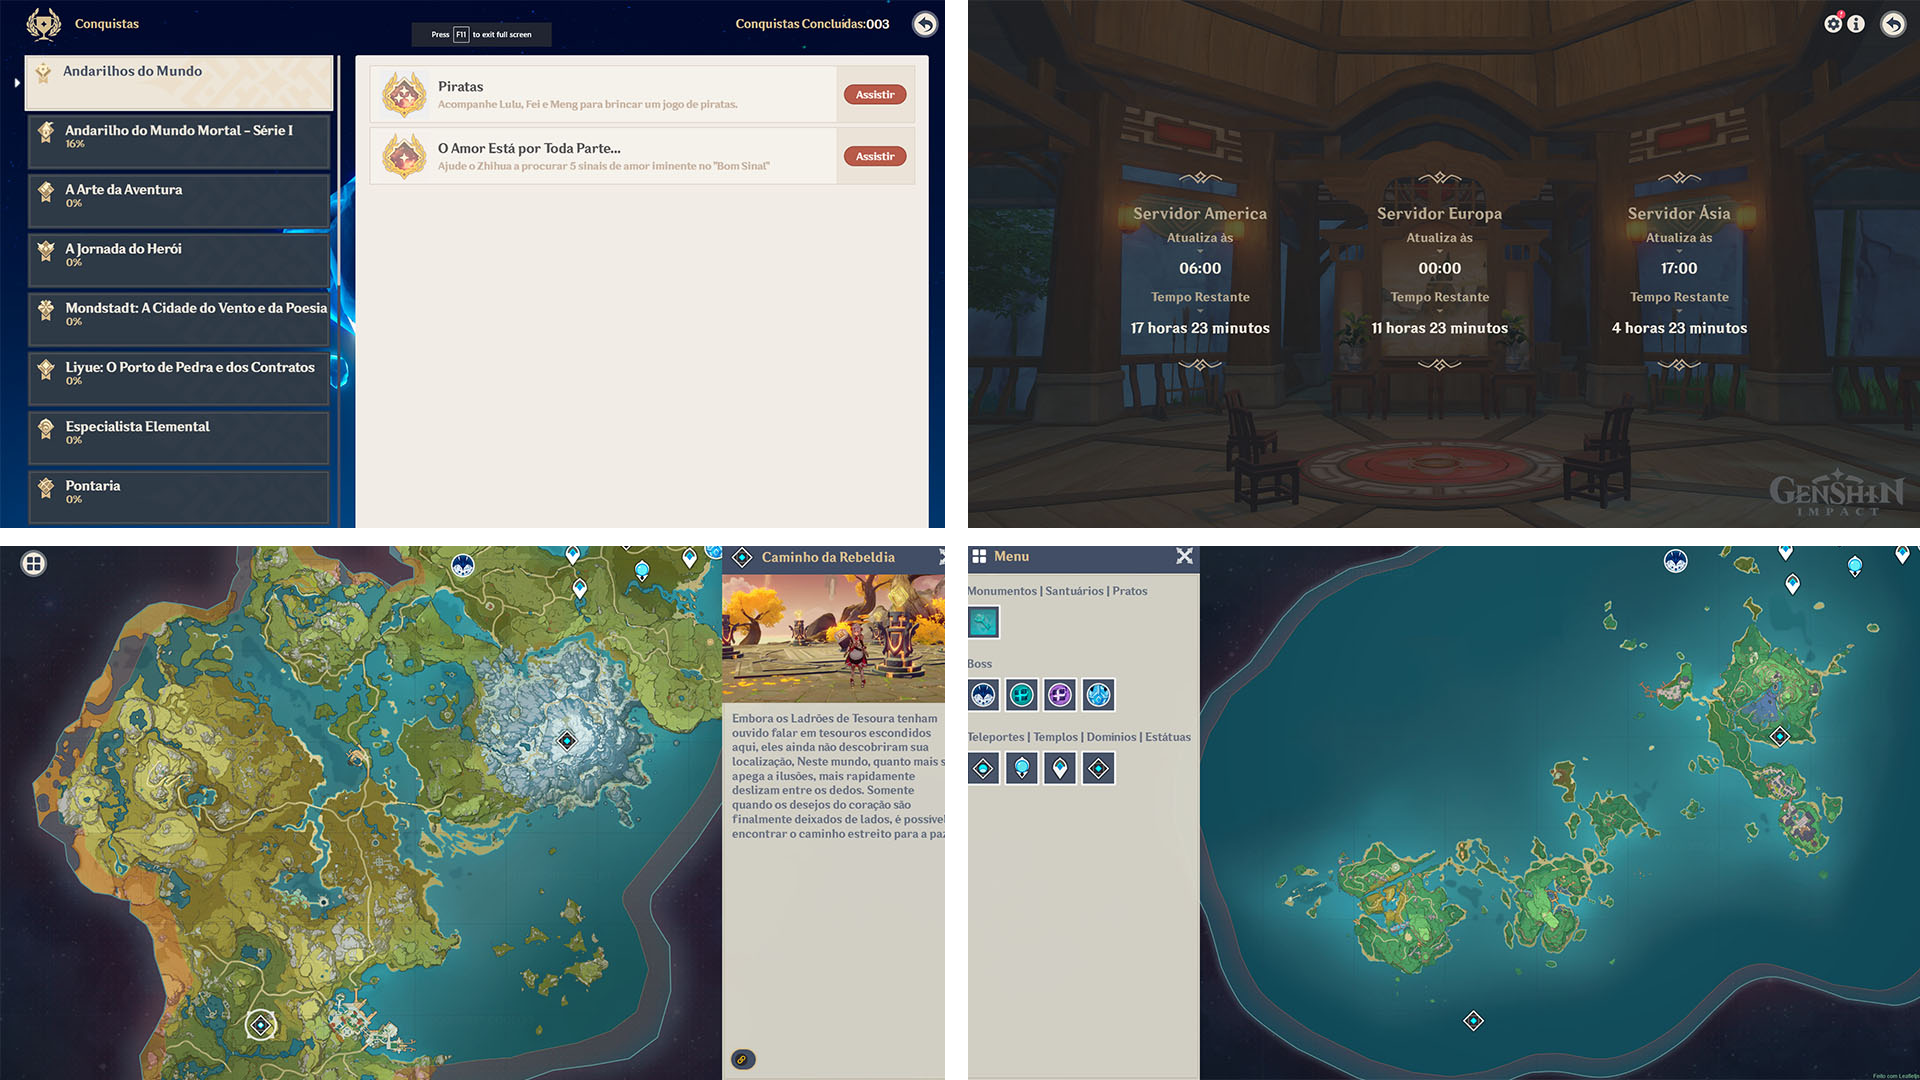 Conquistas
Press F11 to exit full screen
Conquistas Concluídas:003
Andarilhos do Mundo
Andarilho do Mundo Mortal – Série I
16%
A Arte da Aventura
0%
A Jornada do Herói
0%
Mondstadt: A Cidade do Vento e da Poesia
0%
Liyue: O Porto de Pedra e dos Contratos
0%
Especialista Elemental
0%
Pontaria
0%
Piratas
Acompanhe Lulu, Fei e Meng para brincar um jogo de piratas.
Assistir
O Amor Está por Toda Parte...
Ajude o Zhihua a procurar 5 sinais de amor iminente no "Bom Sinal"
Assistir
Servidor America
Atualiza às
06:00
Tempo Restante
17 horas 23 minutos
Servidor Europa
Atualiza às
00:00
Tempo Restante
11 horas 23 minutos
Servidor Ásia
Atualiza às
17:00
Tempo Restante
4 horas 23 minutos
GENSHIN
IMPACT
Caminho da Rebeldia
Embora os Ladrões de Tesoura tenham
ouvido falar em tesouros escondidos
aqui, eles ainda não descobriram sua
localização, Neste mundo, quanto mais s
apega a ilusões, mais rapidamente
deslizam entre os dedos. Somente
quando os desejos do coração são
finalmente deixados de lados, é possivel
encontrar o caminho estreito para a paz
Menu
Monumentos | Santuários | Pratos
Boss
Teleportes | Templos | Dominios | Estátuas
Feito com Leafletjs